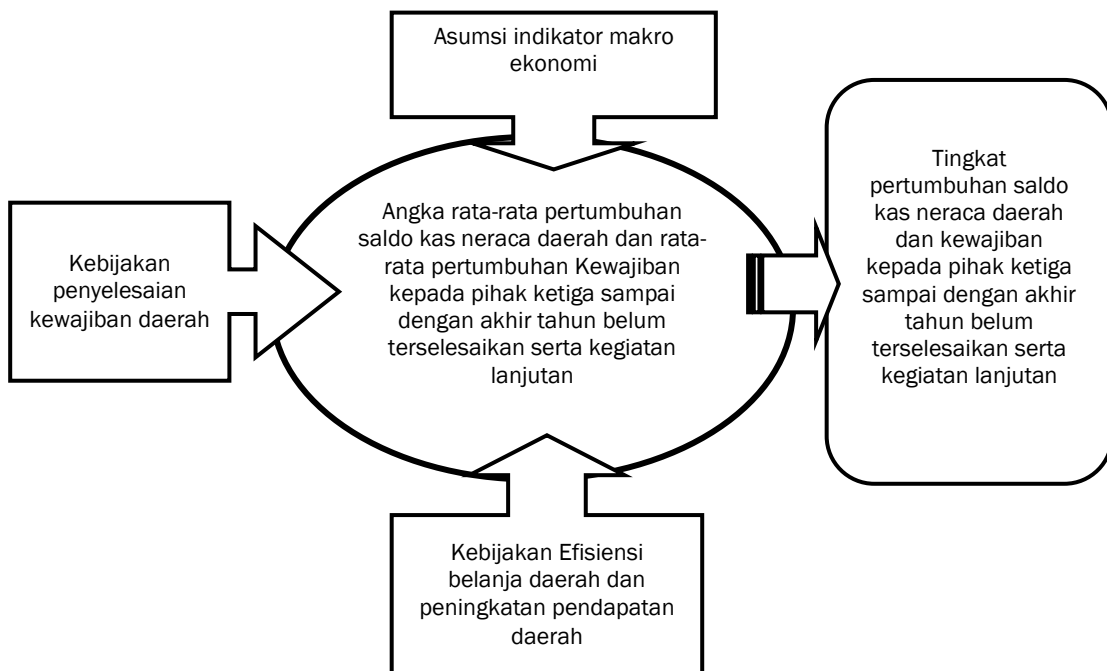 Asumsi indikator makro
ekonomi
Kebijakan
penyelesaian
kewajiban daerah
Angka rata-rata pertumbuhan
saldo kas neraca daerah dan rata-
rata pertumbuhan Kewajiban
kepada pihak ketiga sampai
dengan akhir tahun belum
terselesaikan serta kegiatan
lanjutan
Tingkat
pertumbuhan saldo
kas neraca daerah
dan kewajiban
kepada pihak ketiga
sampai dengan akhir
tahun belum
terselesaikan serta
kegiatan lanjutan
Kebijakan Efisiensi
belanja daerah dan
peningkatan pendapatan
daerah